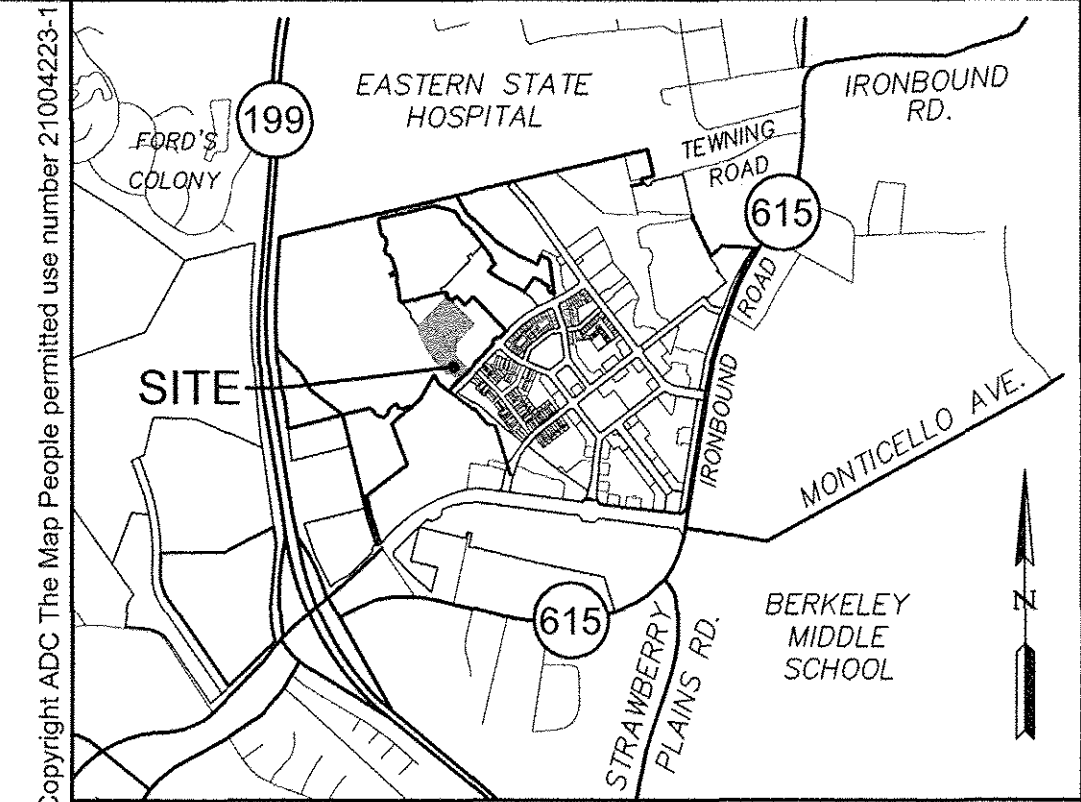 Copyright ADC The Map People permitted use number 21004223-1
199
EASTERN STATE
HOSPITAL
IRONBOUND
RD.
FORD'S
COLONY
TEWNING
ROAD
615
ROAD
IRONBOUND
SITE
MONTICELLO AVE.
N
615
BERKELEY
MIDDLE
SCHOOL
STRAWBERRY
PLAINS RD.